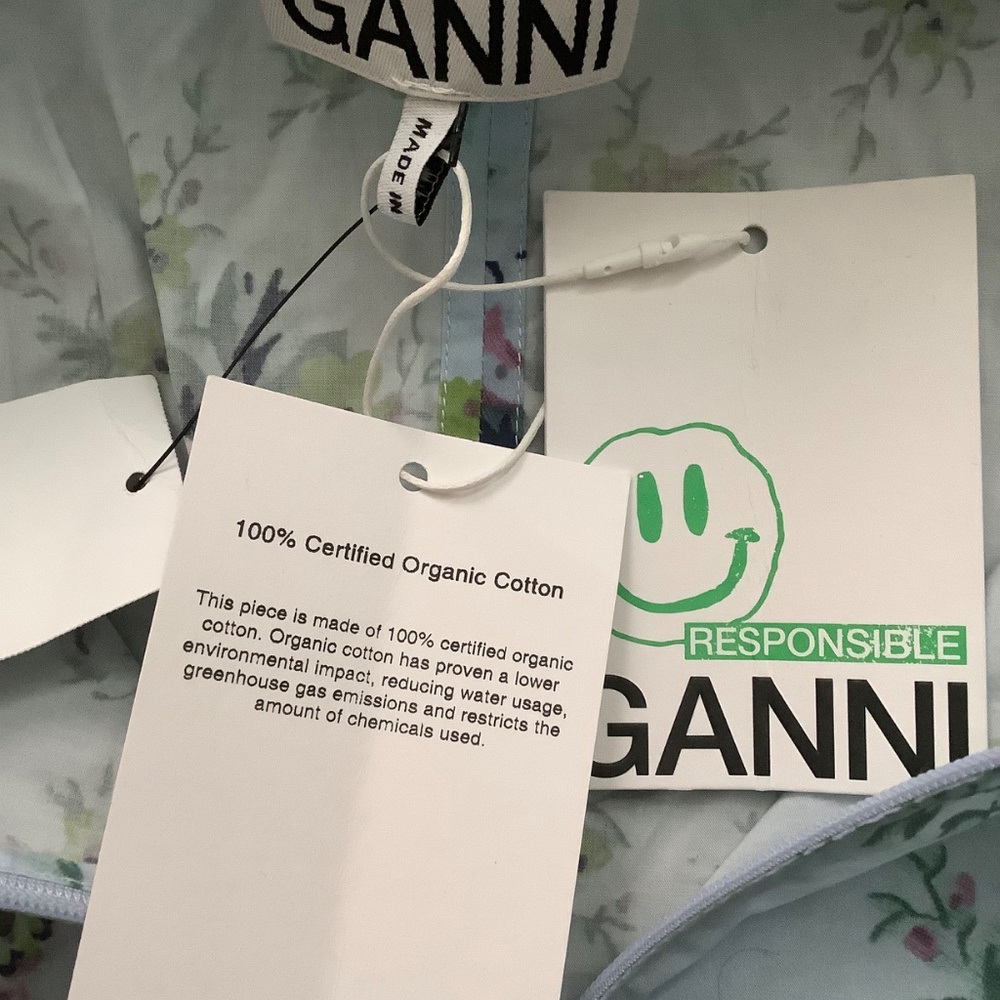 GANNI
MADE IN
100% Certified Organic Cotton
This piece is made of 100% certified organic
cotton. Organic cotton has proven a lower
environmental impact, reducing water usage,
greenhouse gas emissions and restricts the
amount of chemicals used.
RESPONSIBLE
GANNI